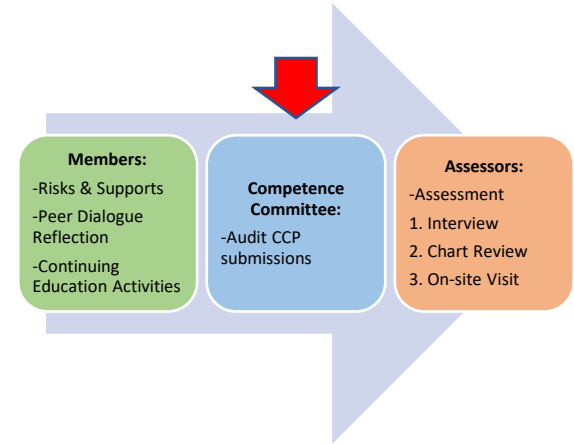 Members:
-Risks & Supports
-Peer Dialogue
Reflection
-Continuing
Education Activities
Competence
Committee:
-Audit CCP
submissions
Assessors:
-Assessment
1. Interview
2. Chart Review
3. On-site Visit